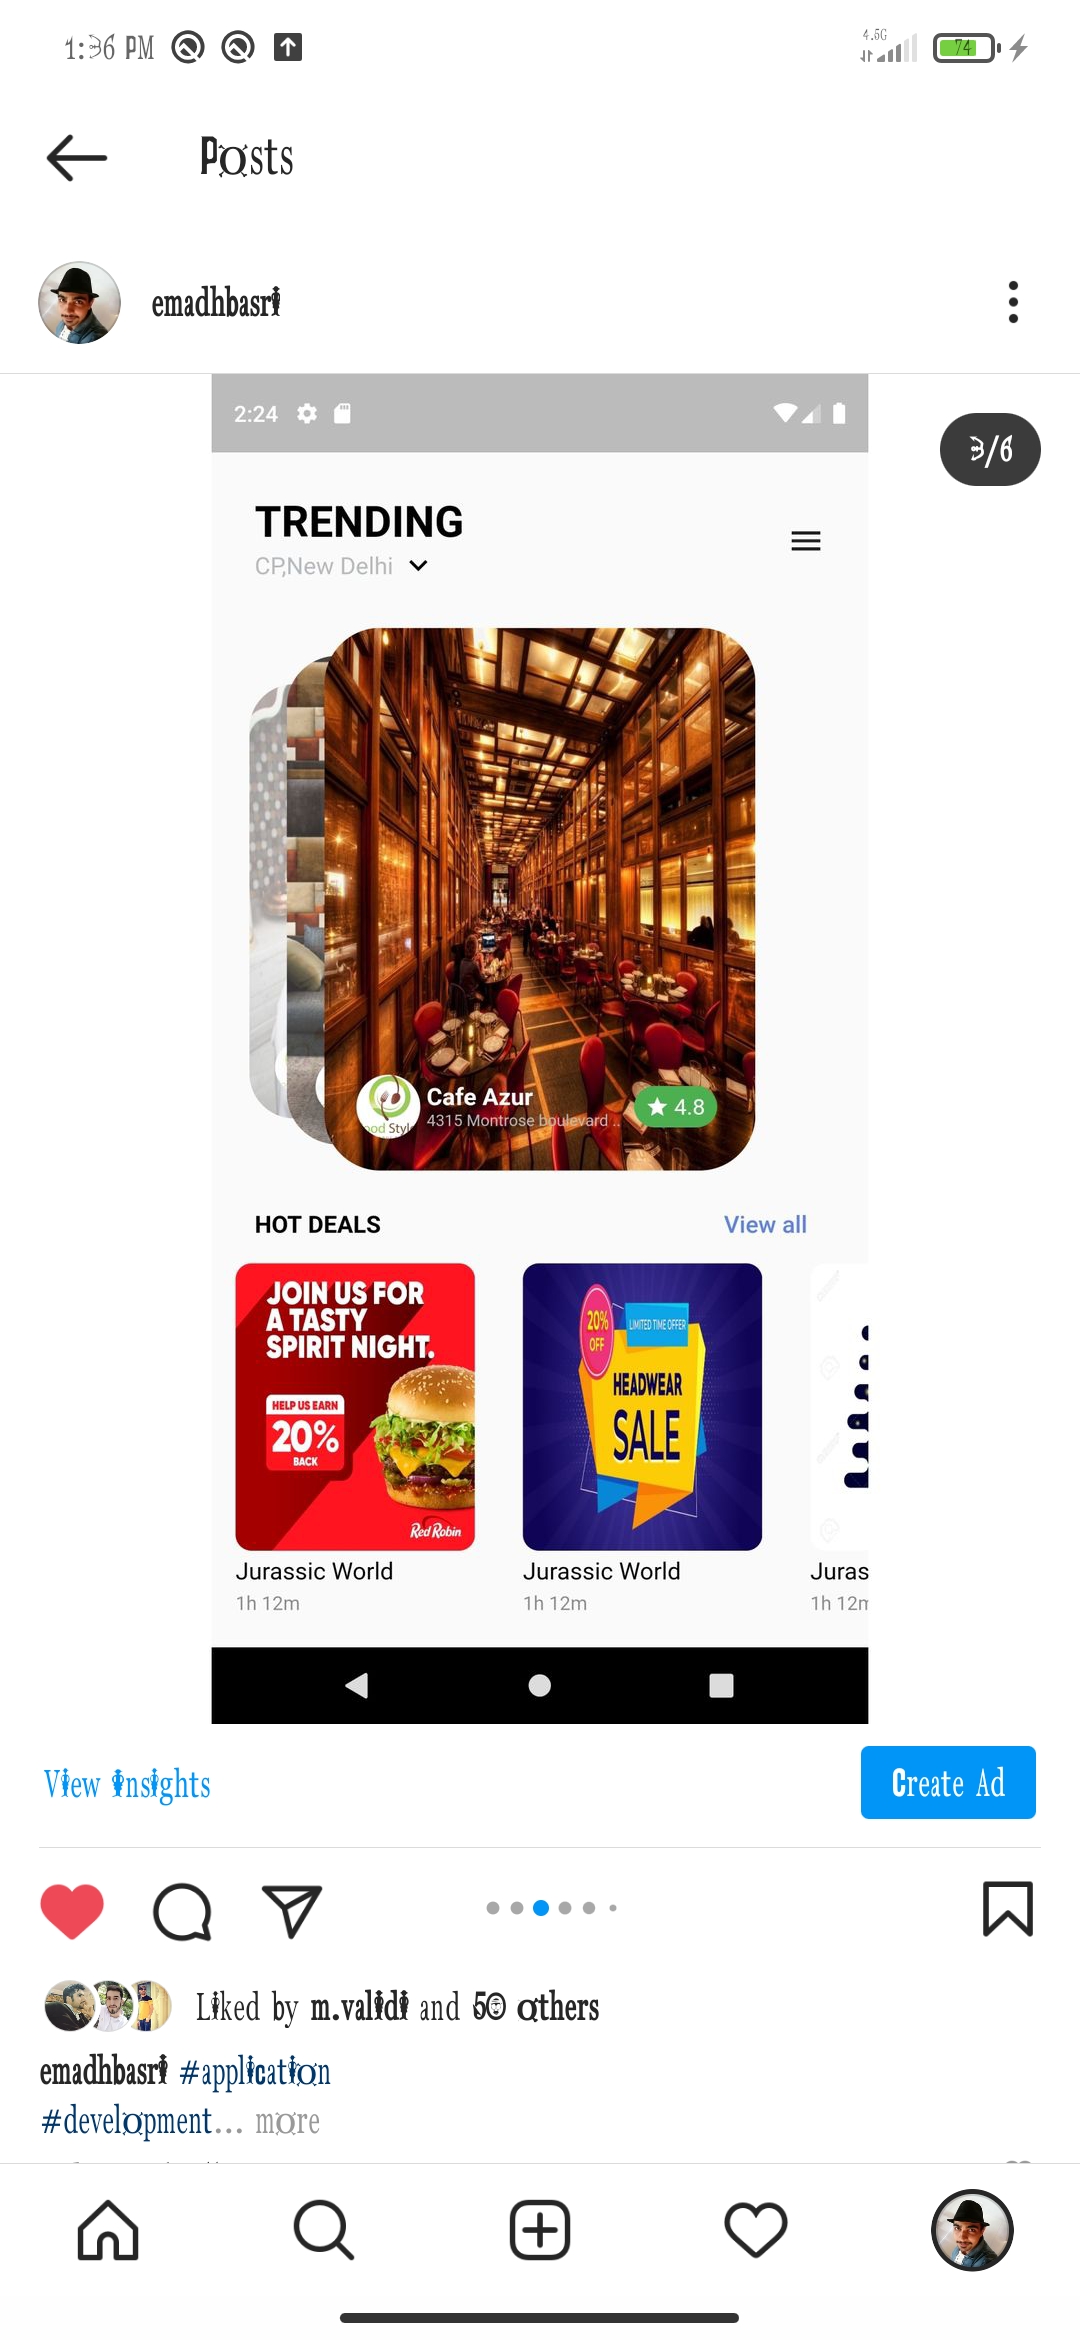 1:36 PM
4.5G
74
Posts
emadhbasri
2:24
3/6
TRENDING
CP,New Delhi
Cafe Azur
4315 Montrose boulevard ..
4.8
HOT DEALS
View all
JOIN US FOR
A TASTY
SPIRIT NIGHT.
HELP US EARN
20%
BACK
Red Robin
20%
OFF
LIMITED TIME OFFER
HEADWEAR
SALE
Jurassic World
Jurassic World
Juras
1h 12m
1h 12m
1h 12m
View Insights
Create Ad
Liked by m.validi and 50 others
emadhbasri #application
#development... more